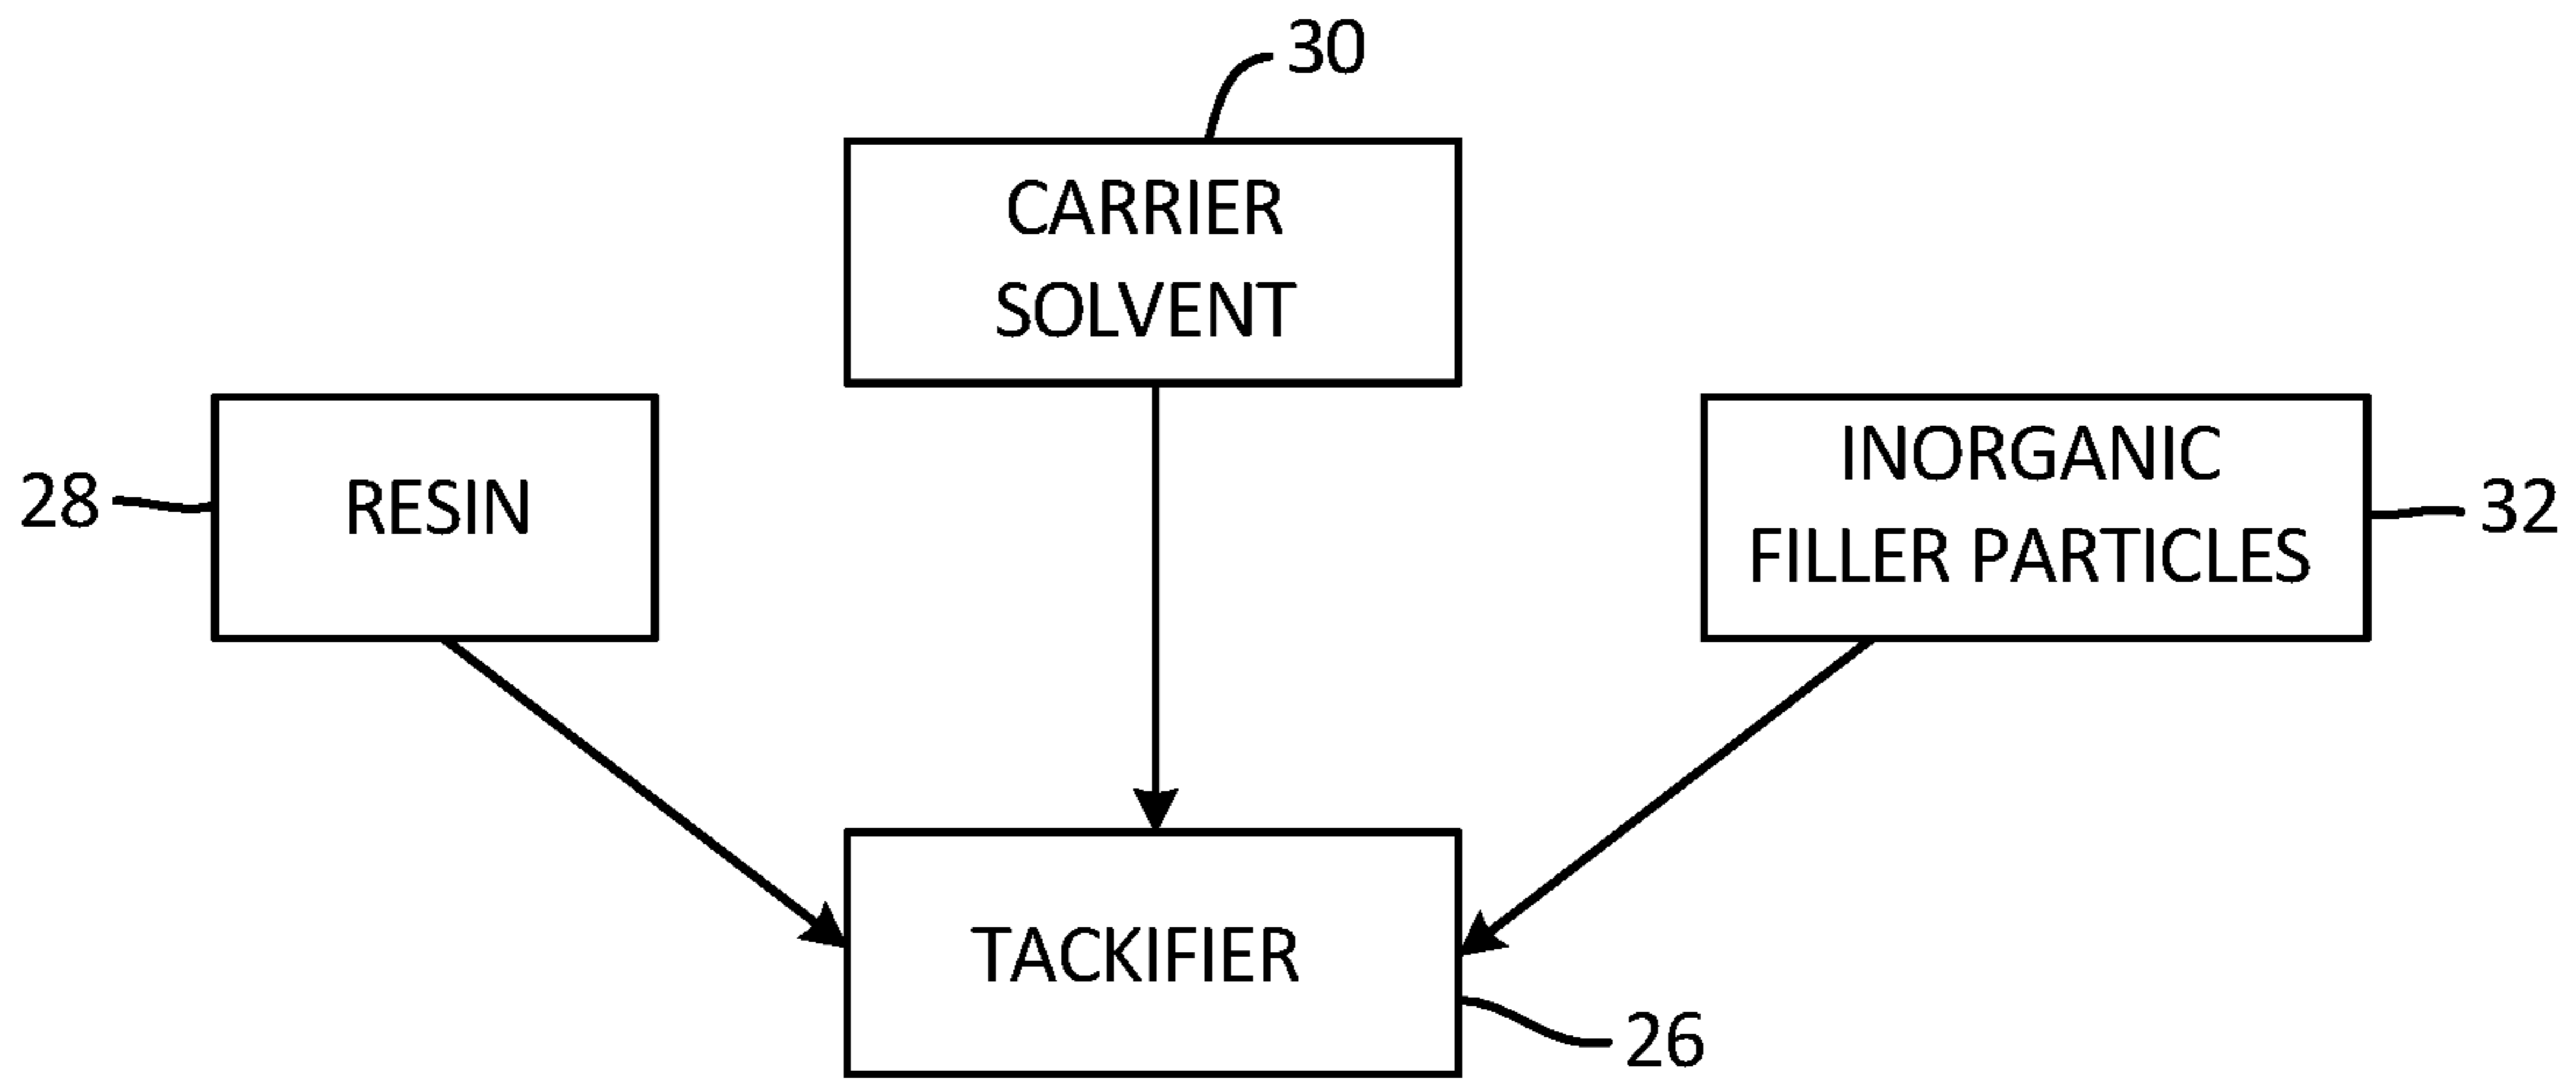 30
CARRIER
SOLVENT
28
RESIN
INORGANIC
FILLER PARTICLES
32
TACKIFIER
26